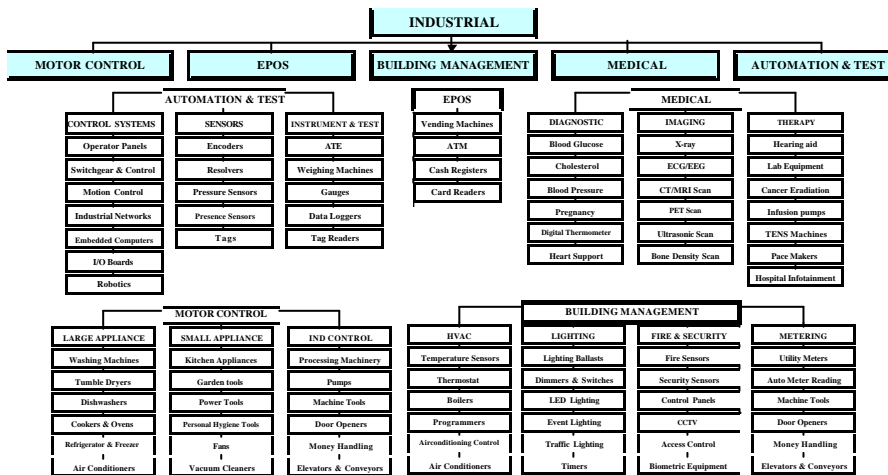 INDUSTRIAL
MOTOR CONTROL
EPOS
BUILDING MANAGEMENT
MEDICAL
AUTOMATION & TEST
AUTOMATION & TEST
CONTROL SYSTEMS
Operator Panels
Switchgear & Control
Motion Control
Industrial Networks
Embedded Computers
I/O Boards
Robotics
SENSORS
Encoders
Resolvers
Pressure Sensors
Presence Sensors
Tags
INSTRUMENT & TEST
ATE
Weighing Machines
Gauges
Data Loggers
Tag Readers
EPOS
Vending Machines
ATM
Cash Registers
Card Readers
MEDICAL
DIAGNOSTIC
Blood Glucose
Cholesterol
Blood Pressure
Pregnancy
Digital Thermometer
Heart Support
IMAGING
X-ray
ECG/EEG
CT/MRI Scan
PET Scan
Ultrasonic Scan
Bone Density Scan
THERAPY
Hearing aid
Lab Equipment
Cancer Eradiation
Infusion pumps
TENS Machines
Pace Makers
Hospital Infotainment
MOTOR CONTROL
LARGE APPLIANCE
Washing Machines
Tumble Dryers
Dishwashers
Cookers & Ovens
Refrigerator & Freezer
Air Conditioners
SMALL APPLIANCE
Kitchen Appliances
Garden tools
Power Tools
Personal Hygiene Tools
Fans
Vacuum Cleaners
IND CONTROL
Processing Machinery
Pumps
Machine Tools
Door Openers
Money Handling
Elevators & Conveyors
BUILDING MANAGEMENT
HVAC
Temperature Sensors
Thermostat
Boilers
Programmers
Airconditioning Control
Air Conditioners
LIGHTING
Lighting Ballasts
Dimmers & Switches
LED Lighting
Event Lighting
Traffic Lighting
Timers
FIRE & SECURITY
Fire Sensors
Security Sensors
Control Panels
CCTV
Access Control
Biometric Equipment
METERING
Utility Meters
Auto Meter Reading
Machine Tools
Door Openers
Money Handling
Elevators & Conveyors